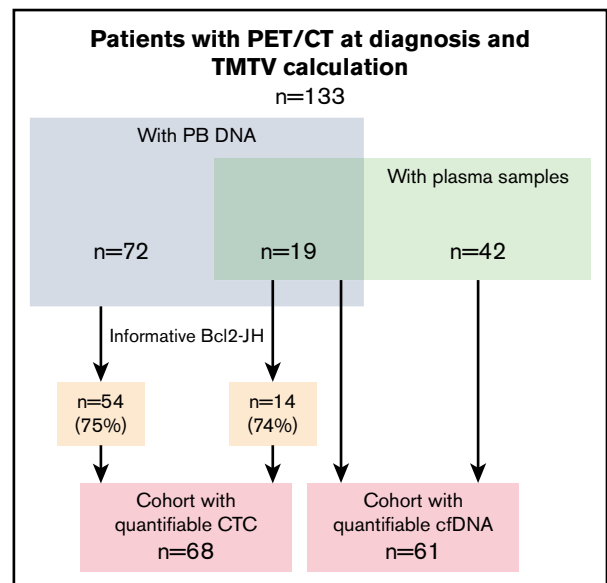 Patients with PET/CT at diagnosis and
TMTV calculation
n=133
With PB DNA
With plasma samples
n=72
n=19
n=42
Informative Bcl2-JH
n=54
(75%)
n=14
(74%)
Cohort with
quantifiable CTC
n=68
Cohort with
quantifiable cfDNA
n=61